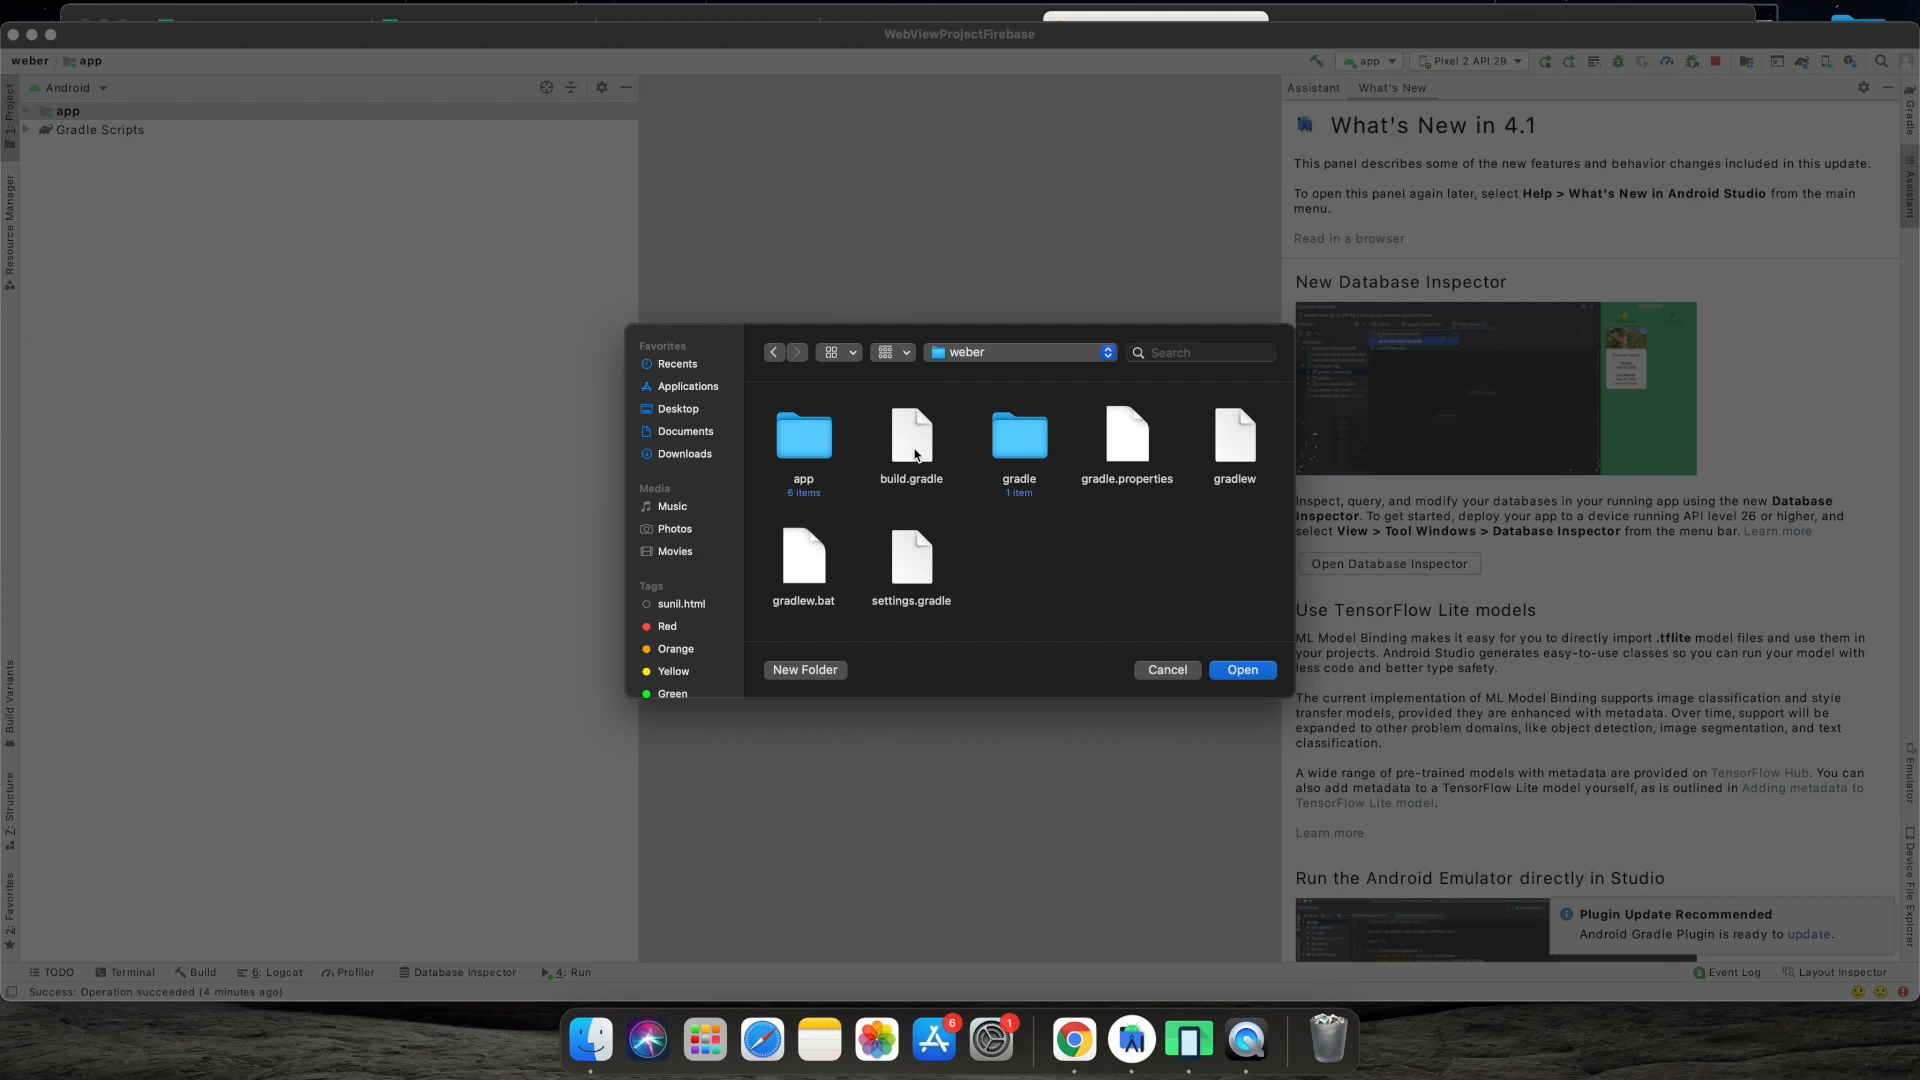 WebViewProjectFirebase
weber
app
app
Pixel 2 API 29
1: Project
Resource Manager
Build Variants
7: Structure
2: Favorites
Android
app
Gradle Scripts
Favorites
Recents
Applications
Desktop
Documents
Downloads
Media
Music
Photos
Movies
Tags
sunil.html
Red
Orange
Yellow
Green
weber
Search
app
6 items
build.gradle
gradle
1 item
gradle.properties
gradlew
gradlew.bat
settings.gradle
New Folder
Cancel
Open
Assistant
What's New
What's New in 4.1
This panel describes some of the new features and behavior changes included in this update.
To open this panel again later, select Help > What's New in Android Studio from the main
menu.
Read in a browser
New Database Inspector
Inspect, query, and modify your databases in your running app using the new Database
Inspector. To get started, deploy your app to a device running API level 26 or higher, and
select View > Tool Windows > Database Inspector from the menu bar. Learn more
Open Database Inspector
Use TensorFlow Lite models
ML Model Binding makes it easy for you to directly import .tflite model files and use them in
your projects. Android Studio generates easy-to-use classes so you can run your model with
less code and better type safety.
The current implementation of ML Model Binding supports image classification and style
transfer models, provided they are enhanced with metadata. Over time, support will be
expanded to other problem domains, like object detection, image segmentation, and text
classification.
A wide range of pre-trained models with metadata are provided on TensorFlow Hub. You can
also add metadata to a TensorFlow Lite model yourself, as is outlined in Adding metadata to
TensorFlow Lite model.
Learn more
Run the Android Emulator directly in Studio
Plugin Update Recommended
Android Gradle Plugin is ready to update.
Gradle
Assistant
Emulator
Device File Explorer
TODO
Terminal
Build
6: Logcat
Profiler
Database Inspector
4: Run
3 Event Log
Layout Inspector
Success: Operation succeeded (4 minutes ago)
6
1